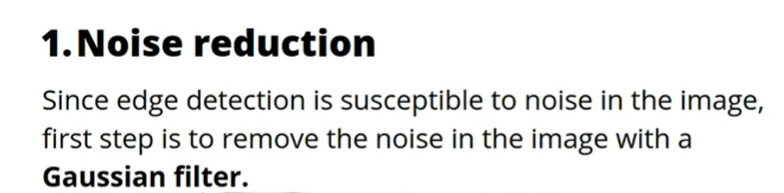 1. Noise reduction
Since edge detection is susceptible to noise in the image,
first step is to remove the noise in the image with a
Gaussian filter.